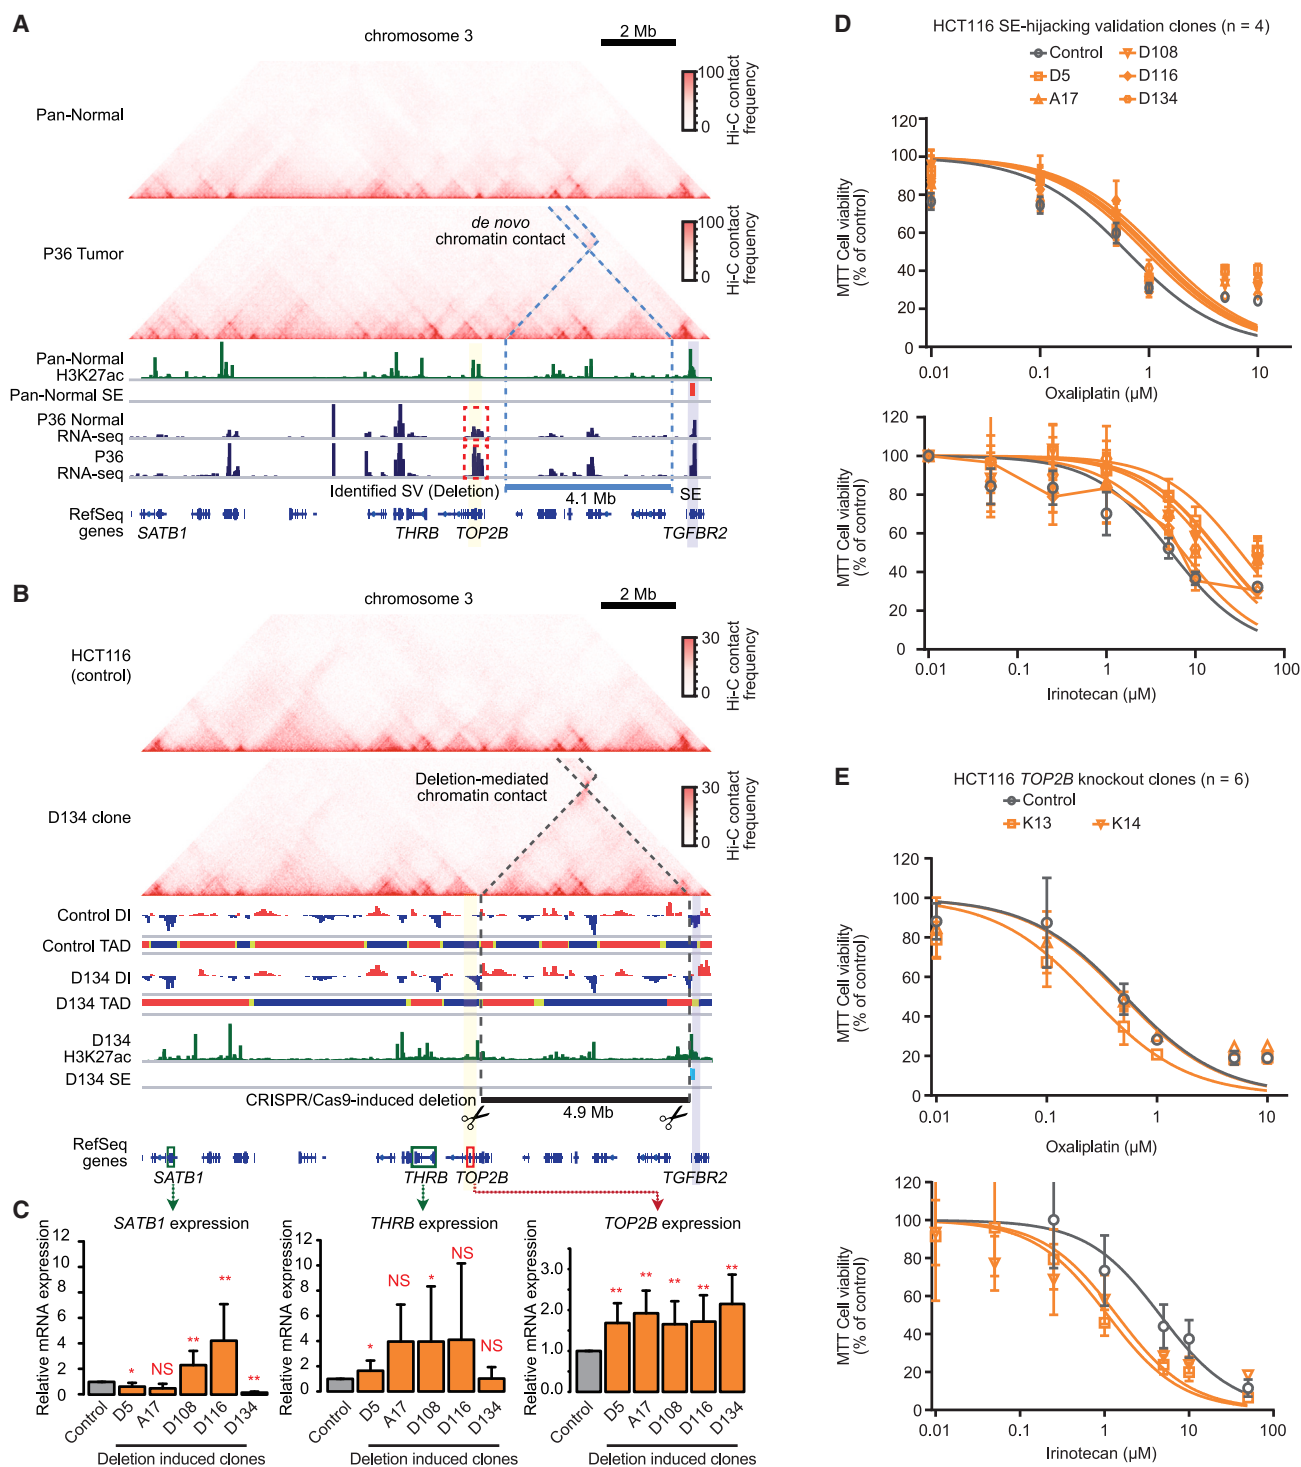 A
chromosome 3
2 Mb
Pan-Normal
100
0
Hi-C contact
frequency
P36 Tumor
de novo
chromatin contact
100
0
Hi-C contact
frequency
Pan-Normal
H3K27ac
Pan-Normal SE
P36 Normal
RNA-seq
P36
RNA-seq
Identified SV (Deletion)
4.1 Mb
SE
RefSeq
genes
SATB1
THRB
TOP2B
TGFBR2
B
chromosome 3
2 Mb
HCT116
(control)
30
0
Hi-C contact
frequency
Deletion-mediated
chromatin contact
D134 clone
30
0
Hi-C contact
frequency
Control DI
Control TAD
D134 DI
D134 TAD
D134
H3K27ac
D134 SE
CRISPR/Cas9-induced deletion
4.9 Mb
RefSeq
genes
SATB1
THRB
TOP2B
TGFBR2
C
SATB1 expression
Relative mRNA expression
12
10
8
6
4
2
0
*
NS
**
**
**
Control
D5
A17
D108
D116
D134
Deletion induced clones
THRB expression
Relative mRNA expression
12
10
8
6
4
2
0
*
NS
*
NS
NS
Control
D5
A17
D108
D116
D134
Deletion induced clones
TOP2B expression
Relative mRNA expression
3.0
2.0
1.0
0.0
**
**
**
**
**
Control
D5
A17
D108
D116
D134
Deletion induced clones
D
HCT116 SE-hijacking validation clones (n = 4)
Control
D108
D5
D116
A17
D134
MTT Cell viability
(% of control)
120
100
80
60
40
20
0
0.01
0.1
1
10
Oxaliplatin (µM)
MTT Cell viability
(% of control)
120
100
80
60
40
20
0
0.01
0.1
1
10
100
Irinotecan (µM)
E
HCT116 TOP2B knockout clones (n = 6)
Control
K13
K14
MTT Cell viability
(% of control)
120
100
80
60
40
20
0
0.01
0.1
1
10
Oxaliplatin (µM)
MTT Cell viability
(% of control)
120
100
80
60
40
20
0
0.01
0.1
1
10
100
Irinotecan (µM)